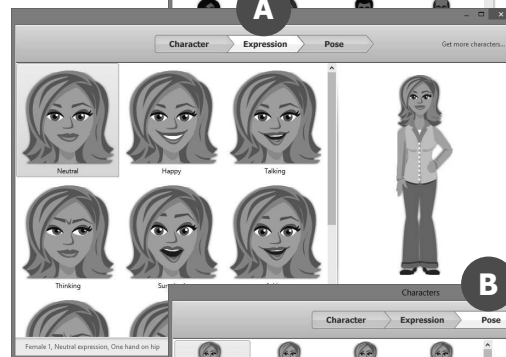 A
Character Expression Pose
Get more characters...
Neutral Happy Talking
Thinking
Female 1, Neutral expression, One hand on hip
Characters
B
Character Expression Pose